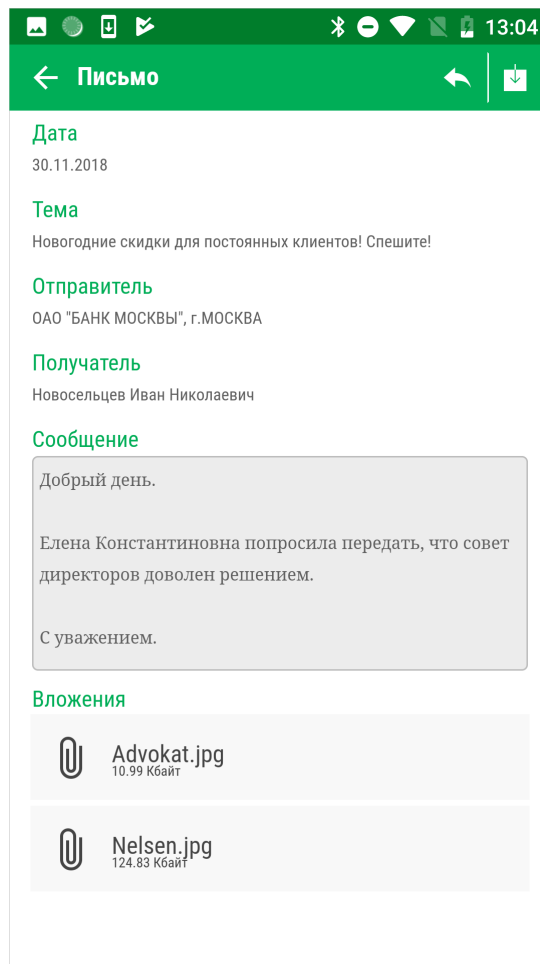 13:04
Письмо
Дата
30.11.2018
Тема
Новогодние скидки для постоянных клиентов! Спешите!
Отправитель
ОАО "БАНК МОСКВЫ", г.МОСКВА
Получатель
Новосельцев Иван Николаевич
Сообщение
Добрый день.
Елена Константиновна попросила передать, что совет
директоров доволен решением.
С уважением.
Вложения
Advokat.jpg
10.99 Кбайт
Nelsen.jpg
124.83 Кбайт